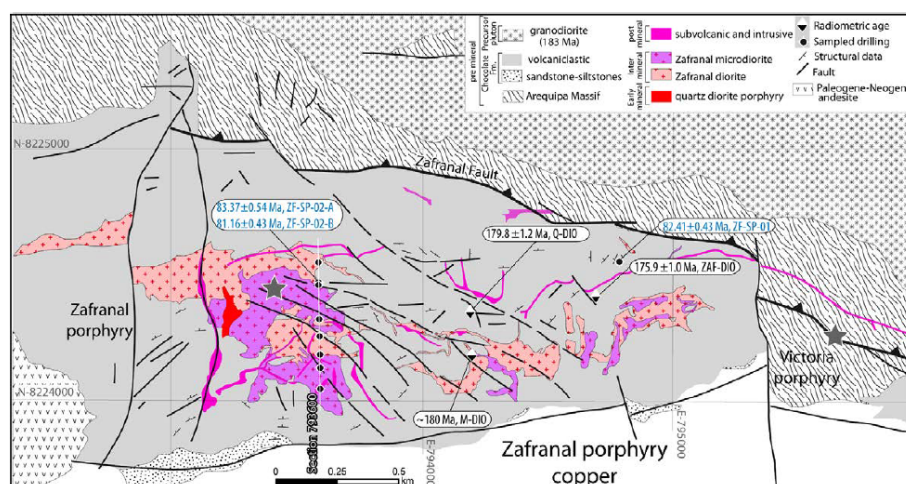 pre mineral
Chocolate Fm.
Precursor pluton
granodiorite
(183 Ma)
volcaniclastic
sandstone-siltstones
Arequipa Massif
post mineral
Inter mineral
Early mineral
subvolcanic and intrusive
Zafranal microdiorite
Zafranal diorite
quartz diorite porphyry
Radiometric age
Sampled drilling
Structural data
Fault
Paleogene-Neogen
andesite
N-8225000
Zafranal Fault
83.37±0.54 Ma, ZF-SP-02-A
81.16±0.43 Ma, ZF-SP-02-B
179.8 ±1.2 Ma, Q-DIO
82.41±0.43 Ma, ZF-SP-01
175.9 ±1.0 Ma, ZAF-DIO
Zafranal
porphyry
Victoria
porphyry
N-8224000
~180 Ma, M-DIO
Section 793600
E-794000
E-795000
Zafranal porphyry
copper
0 0.25 0.5
km